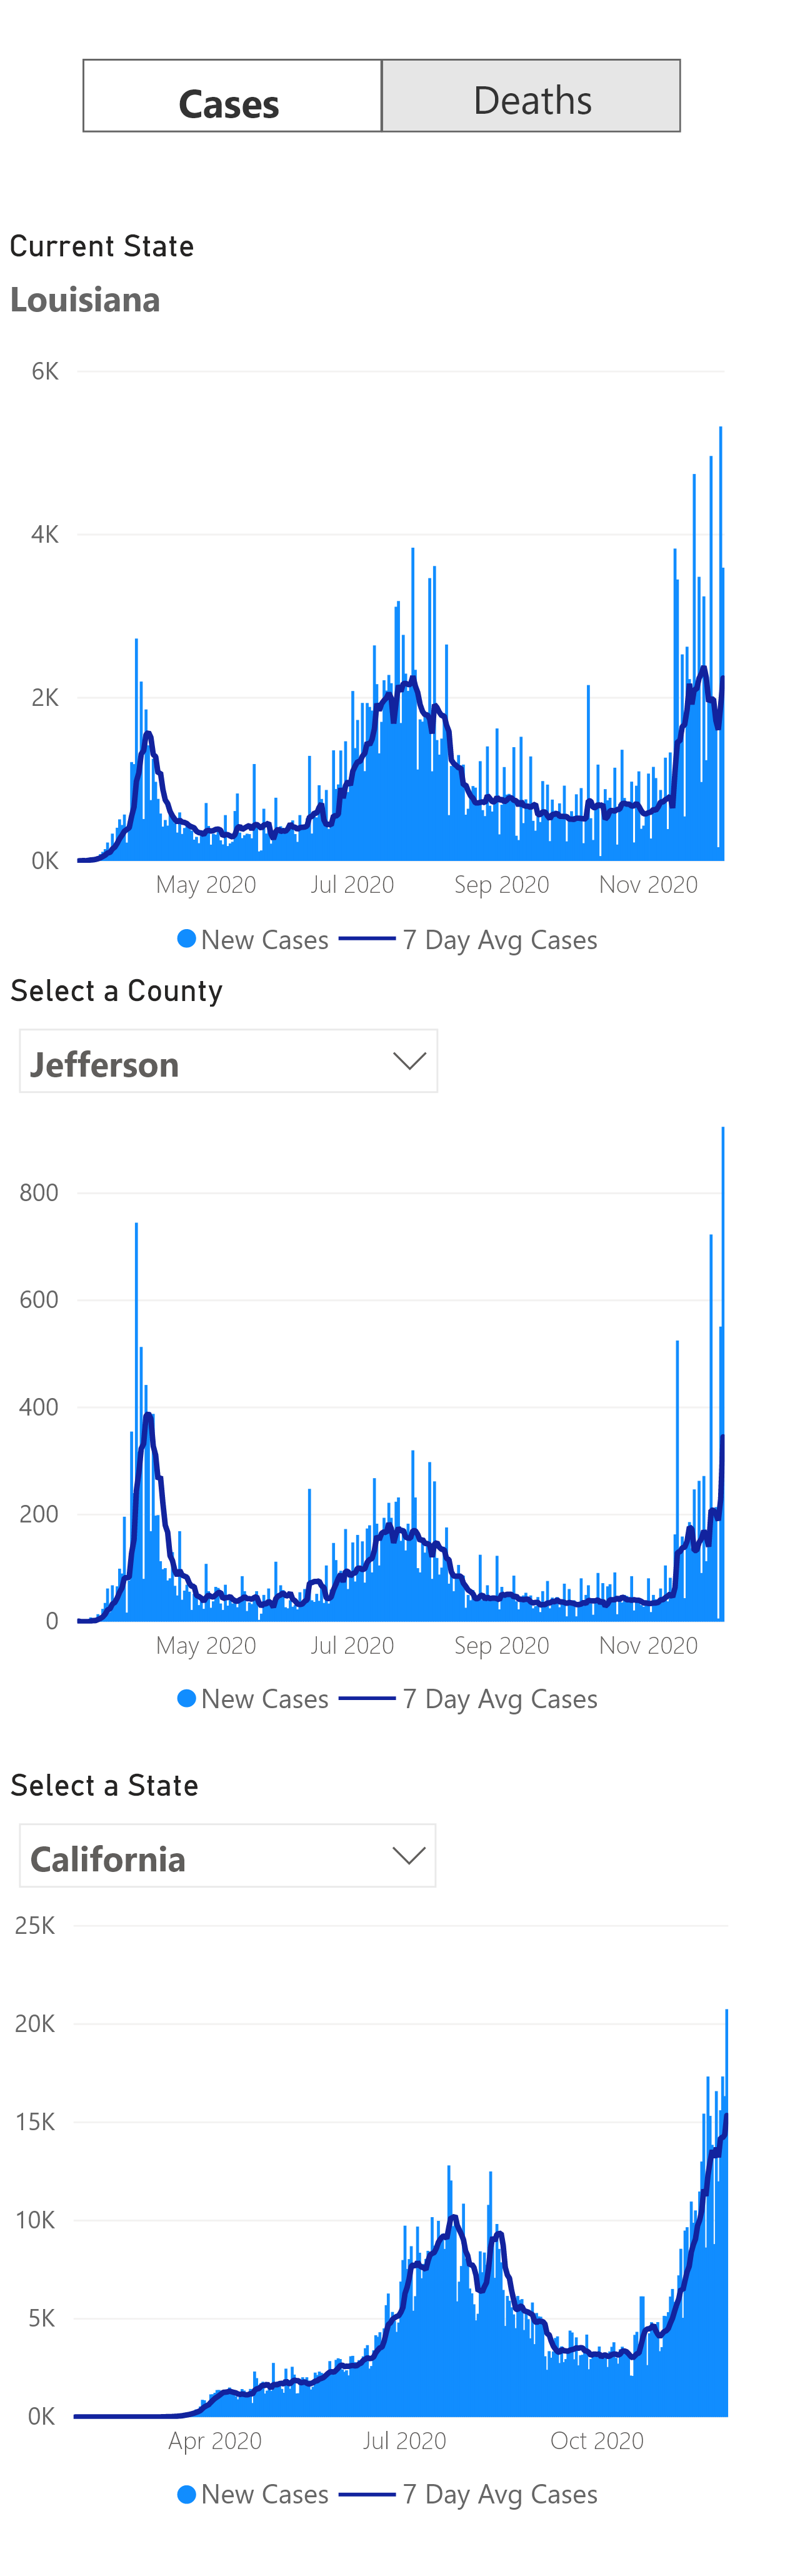 Cases Deaths
Current State
Louisiana
6K
4K
2K
0K
May 2020 Jul 2020 Sep 2020 Nov 2020
New Cases 7 Day Avg Cases
Select a County
Jefferson
800
600
400
200
0
May 2020 Jul 2020 Sep 2020 Nov 2020
New Cases 7 Day Avg Cases
Select a State
California
25K
20K
15K
10K
5K
0K
Apr 2020 Jul 2020 Oct 2020
New Cases 7 Day Avg Cases